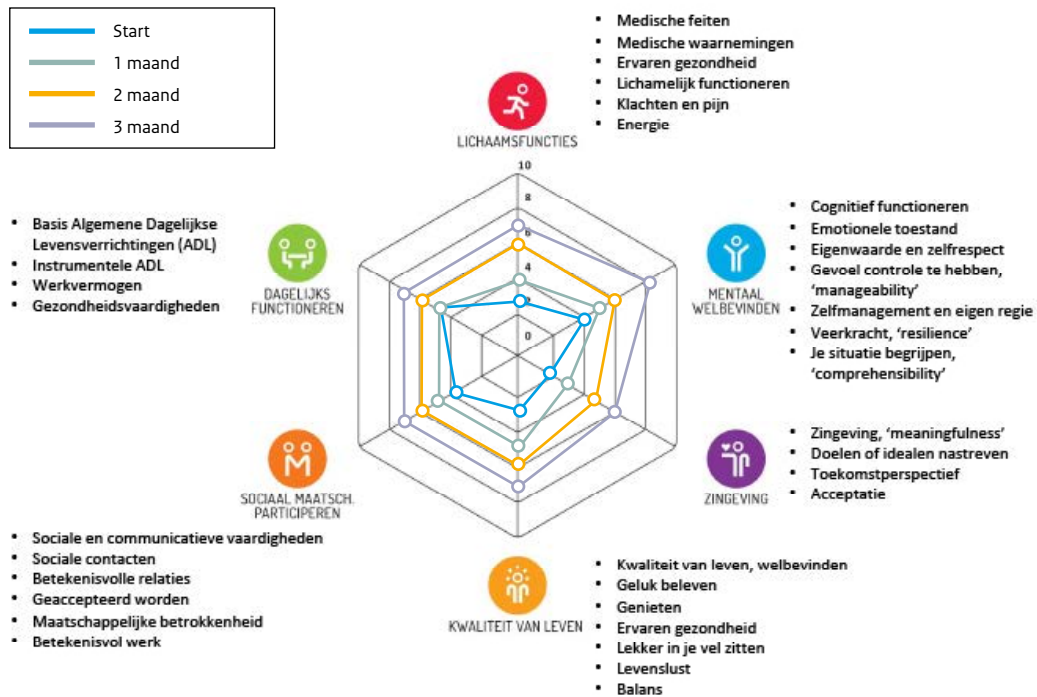 Start
1 maand
2 maand
3 maand
• Medische feiten
• Medische waarnemingen
• Ervaren gezondheid
• Lichamelijk functioneren
• Klachten en pijn
• Energie
LICHAAMSFUNCTIES
10
8
6
4
2
0
• Basis Algemene Dagelijkse
Levensverrichtingen (ADL)
• Instrumentele ADL
• Werkvermogen
• Gezondheidsvaardigheden
DAGELIJKS
FUNCTIONEREN
MENTAAL
WELBEVINDEN
• Cognitief functioneren
• Emotionele toestand
• Eigenwaarde en zelfrespect
• Gevoel controle te hebben,
‘manageability’
• Zelfmanagement en eigen regie
• Veerkracht, ‘resilience’
• Je situatie begrijpen,
‘comprehensibility’
SOCIAAL MAATSCH.
PARTICIPEREN
ZINGEVING
• Zingeving, ‘meaningfulness’
• Doelen of idealen nastreven
• Toekomstperspectief
• Acceptatie
• Sociale en communicatieve vaardigheden
• Sociale contacten
• Betekenisvolle relaties
• Geaccepteerd worden
• Maatschappelijke betrokkenheid
• Betekenisvol werk
KWALITEIT VAN LEVEN
• Kwaliteit van leven, welbevinden
• Geluk beleven
• Genieten
• Ervaren gezondheid
• Lekker in je vel zitten
• Levenslust
• Balans